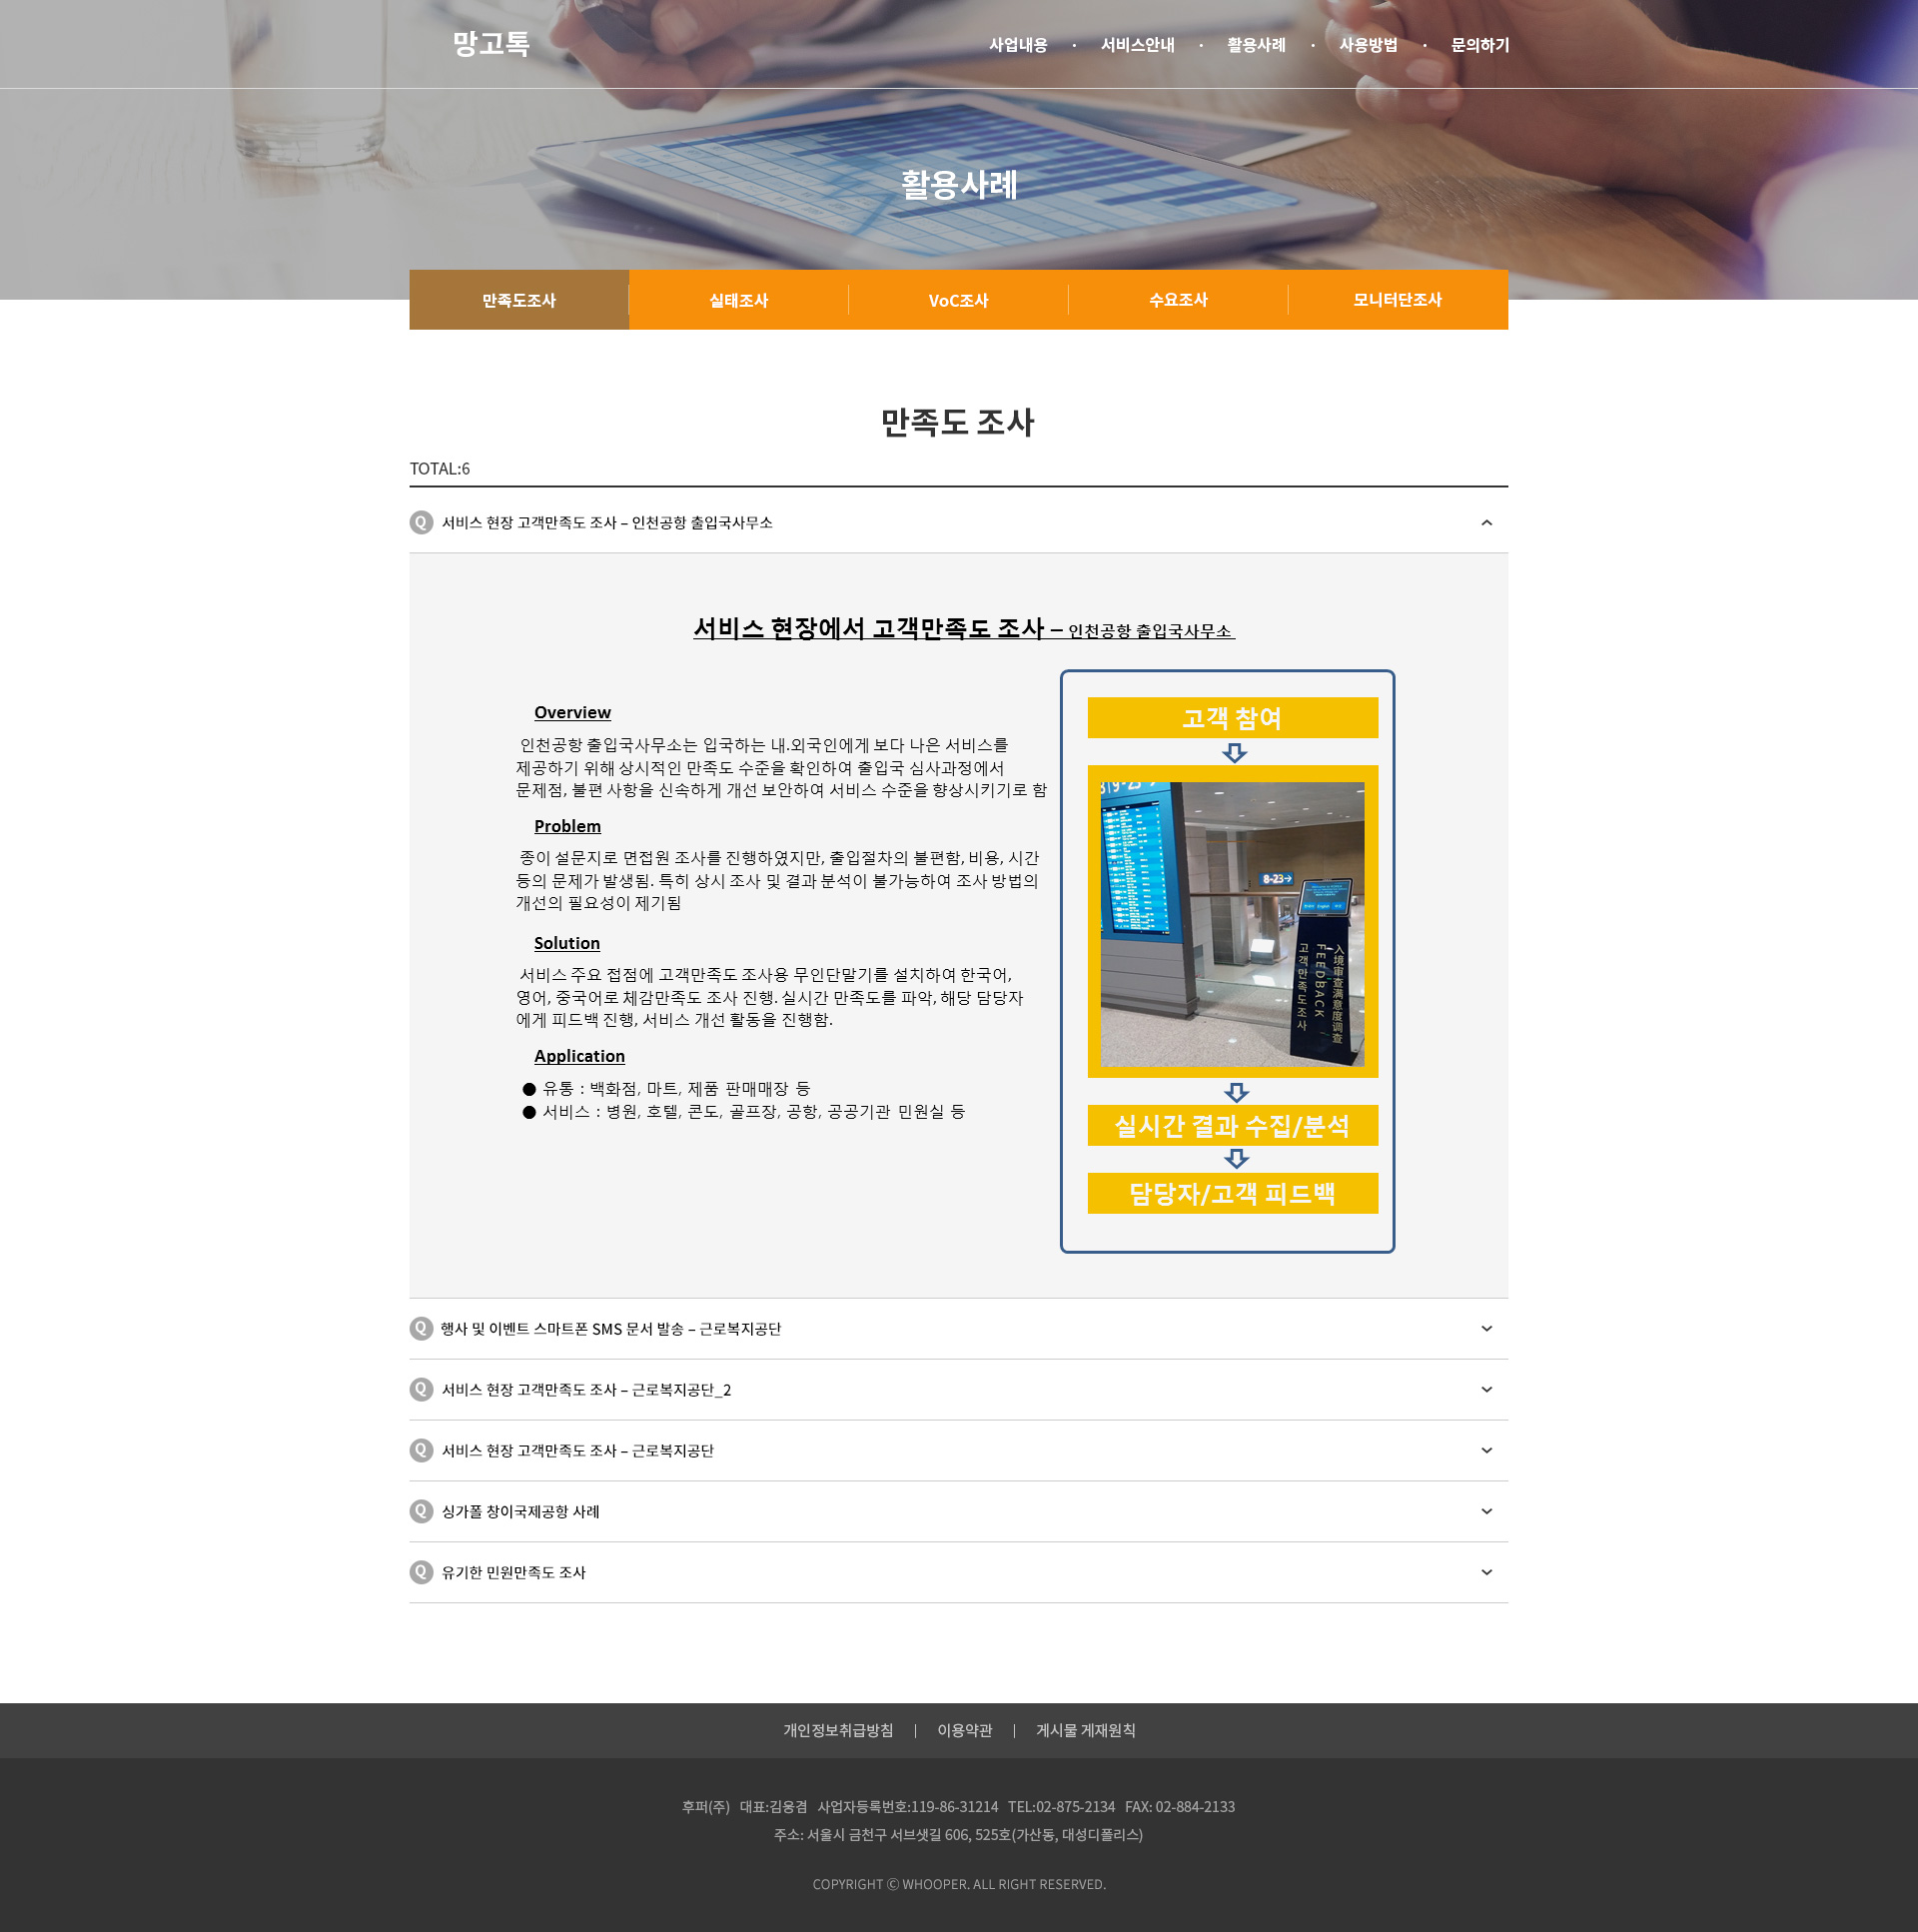 망고톡
사업내용 · 서비스안내 · 활용사례 · 사용방법 · 문의하기
활용사례
만족도조사
실태조사
VoC조사
수요조사
모니터단조사
만족도 조사
TOTAL:6
Q 서비스 현장 고객만족도 조사 – 인천공항 출입국사무소
서비스 현장에서 고객만족도 조사 – 인천공항 출입국사무소
Overview
인천공항 출입국사무소는 입국하는 내.외국인에게 보다 나은 서비스를
제공하기 위해 상시적인 만족도 수준을 확인하여 출입국 심사과정에서
문제점, 불편 사항을 신속하게 개선 보안하여 서비스 수준을 향상시키기로 함
Problem
종이 설문지로 면접원 조사를 진행하였지만, 출입절차의 불편함, 비용, 시간
등의 문제가 발생됨. 특히 상시 조사 및 결과 분석이 불가능하여 조사 방법의
개선의 필요성이 제기됨
Solution
서비스 주요 접점에 고객만족도 조사용 무인단말기를 설치하여 한국어,
영어, 중국어로 체감만족도 조사 진행. 실시간 만족도를 파악, 해당 담당자
에게 피드백 진행, 서비스 개선 활동을 진행함.
Application
● 유통 : 백화점, 마트, 제품 판매매장 등
● 서비스 : 병원, 호텔, 콘도, 골프장, 공항, 공공기관 민원실 등
고객 참여
8-23→
入境审查满意度调查
FEEDBACK
고객만족도조사
실시간 결과 수집/분석
담당자/고객 피드백
Q 행사 및 이벤트 스마트폰 SMS 문서 발송 – 근로복지공단
Q 서비스 현장 고객만족도 조사 – 근로복지공단_2
Q 서비스 현장 고객만족도 조사 – 근로복지공단
Q 싱가폴 창이국제공항 사례
Q 유기한 민원만족도 조사
개인정보취급방침 | 이용약관 | 게시물 게재원칙
후퍼(주) 대표:김웅겸 사업자등록번호:119-86-31214 TEL:02-875-2134 FAX: 02-884-2133
주소: 서울시 금천구 서브샛길 606, 525호(가산동, 대성디폴리스)
COPYRIGHT ⓒ WHOOPER. ALL RIGHT RESERVED.